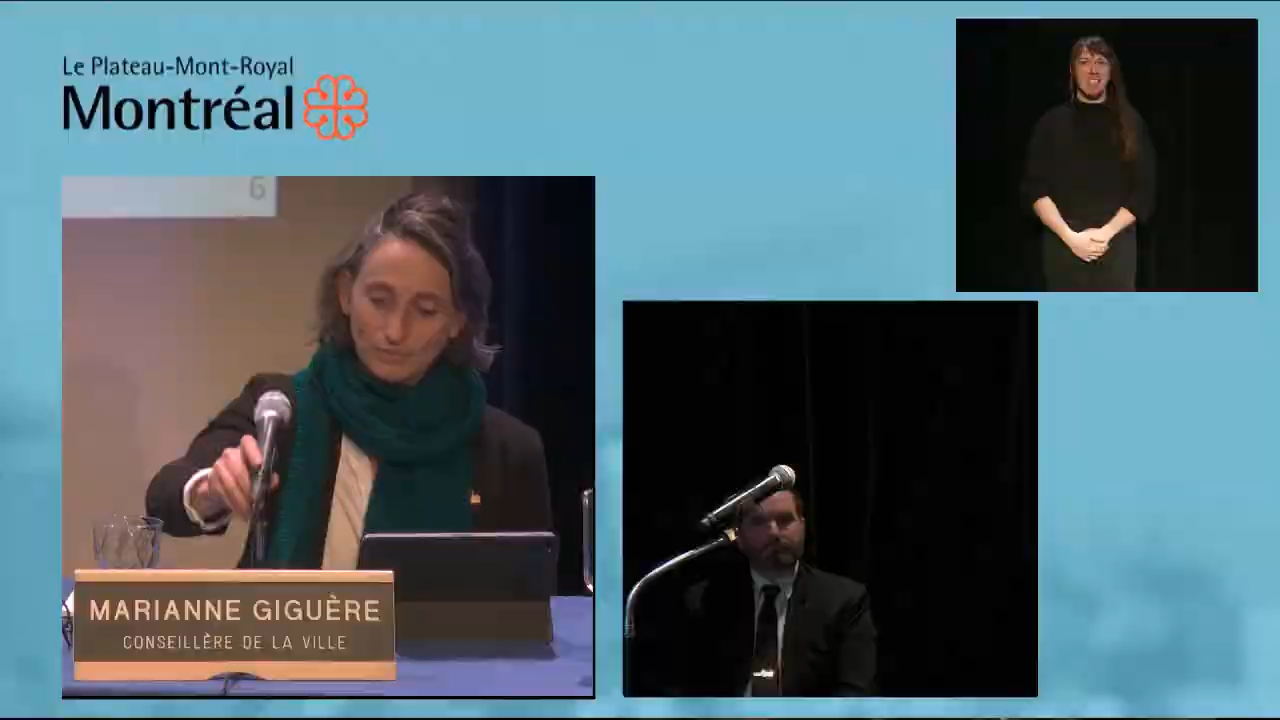 Le Plateau-Mont-Royal
Montréal
6
MARIANNE GIGUÈRE
CONSEILLÈRE DE LA VILLE